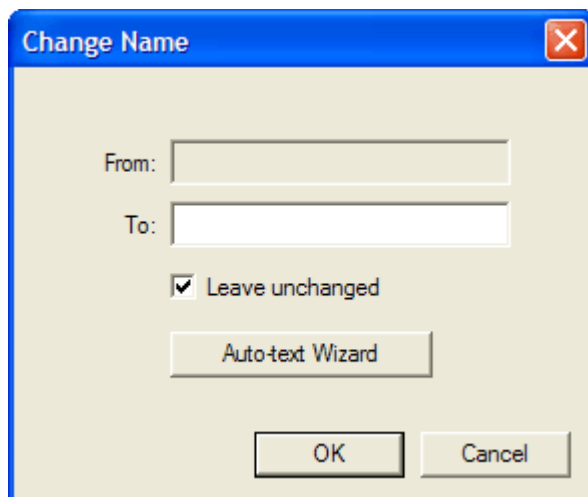 Change Name
From:
To:
Leave unchanged
Auto-text Wizard
OK Cancel